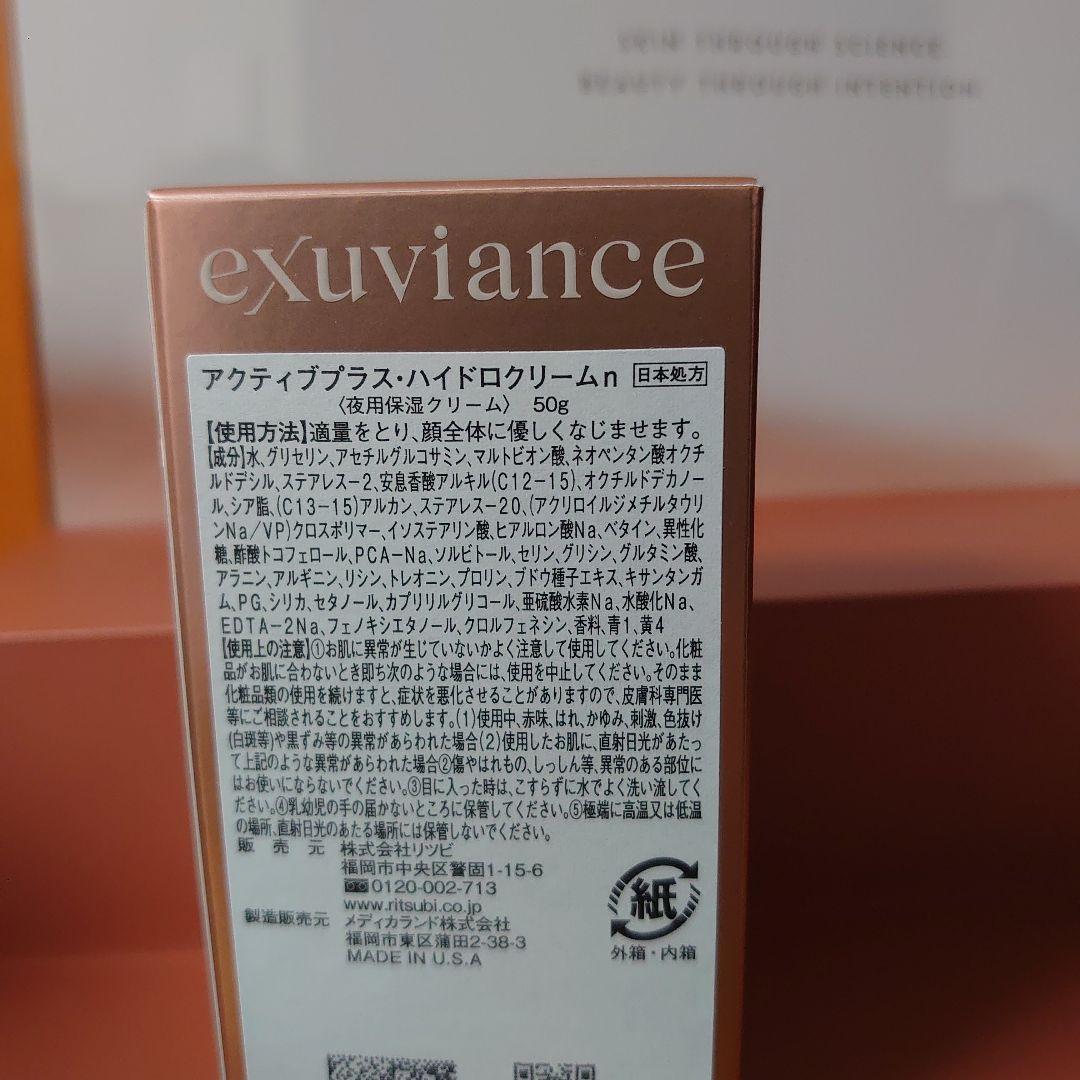 SKIN THROUGH SCIENCE
BEAUTY THROUGH INTENTION
exuviance
アクティブプラス・ハイドロクリームn 日本処方
〈夜用保湿クリーム〉 50g
【使用方法】適量をとり、顔全体に優しくなじませます。
【成分】水、グリセリン、アセチルグルコサミン、マルトビオン酸、ネオペンタン酸オクチ
ルドデシル、ステアレス－2、安息香酸アルキル(C12－15)、オクチルドデカノー
ル、シア脂、(C13－15)アルカン、ステアレス－20、(アクリロイルジメチルタウリ
ンNa／VP)クロスポリマー、イソステアリン酸、ヒアルロン酸Na、ベタイン、異性化
糖、酢酸トコフェロール、PCA－Na、ソルビトール、セリン、グリシン、グルタミン酸、
アラニン、アルギニン、リシン、トレオニン、プロリン、ブドウ種子エキス、キサンタンガ
ム、PG、シリカ、セタノール、カプリリルグリコール、亜硫酸水素Na、水酸化Na、
EDTA－2Na、フェノキシエタノール、クロルフェネシン、香料、青1、黄4
【使用上の注意】①お肌に異常が生じていないかよく注意して使用してください。化粧
品がお肌に合わないとき即ち次のような場合には、使用を中止してください。そのまま
化粧品類の使用を続けますと、症状を悪化させることがありますので、皮膚科専門医
等にご相談されることをおすすめします。(1)使用中、赤味、はれ、かゆみ、刺激、色抜け
(白斑等)や黒ずみ等の異常があらわれた場合(2)使用したお肌に、直射日光があたっ
て上記のような異常があらわれた場合②傷やはれもの、しっしん等、異常のある部位に
はお使いにならないでください。③目に入った時は、こすらずに水でよく洗い流してくだ
さい。④乳幼児の手の届かないところに保管してください。⑤極端に高温又は低温
の場所、直射日光のあたる場所には保管しないでください。
販売元 株式会社リツビ
福岡市中央区警固1-15-6
0120-002-713
www.ritsubi.co.jp
製造販売元 メディカランド株式会社
福岡市東区蒲田2-38-3
MADE IN U.S.A
紙
外箱・内箱